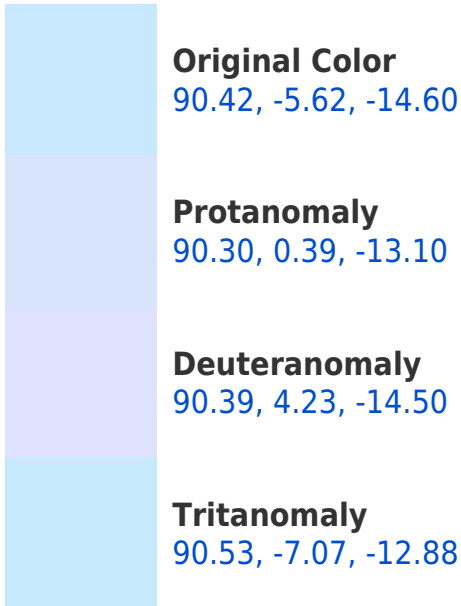 Original Color
90.42, -5.62, -14.60
Protanomaly
90.30, 0.39, -13.10
Deuteranomaly
90.39, 4.23, -14.50
Tritanomaly
90.53, -7.07, -12.88